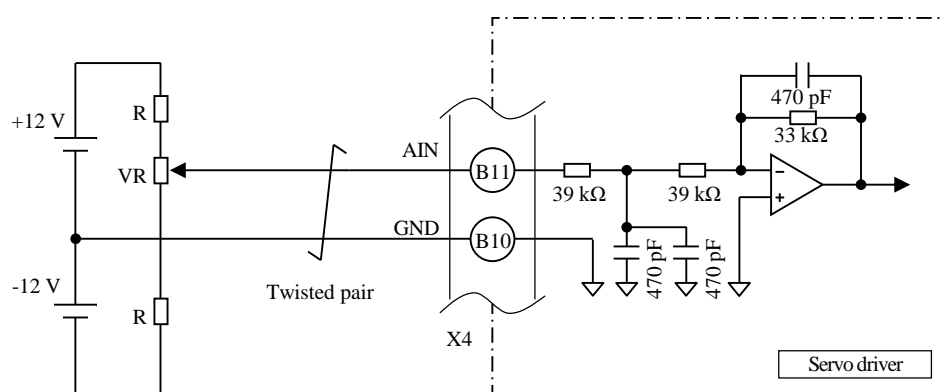 +12 V
-12 V
R
VR
R
AIN
GND
Twisted pair
B11
B10
X4
39 kΩ
39 kΩ
470 pF
470 pF
470 pF
33 kΩ
−
+
Servo driver